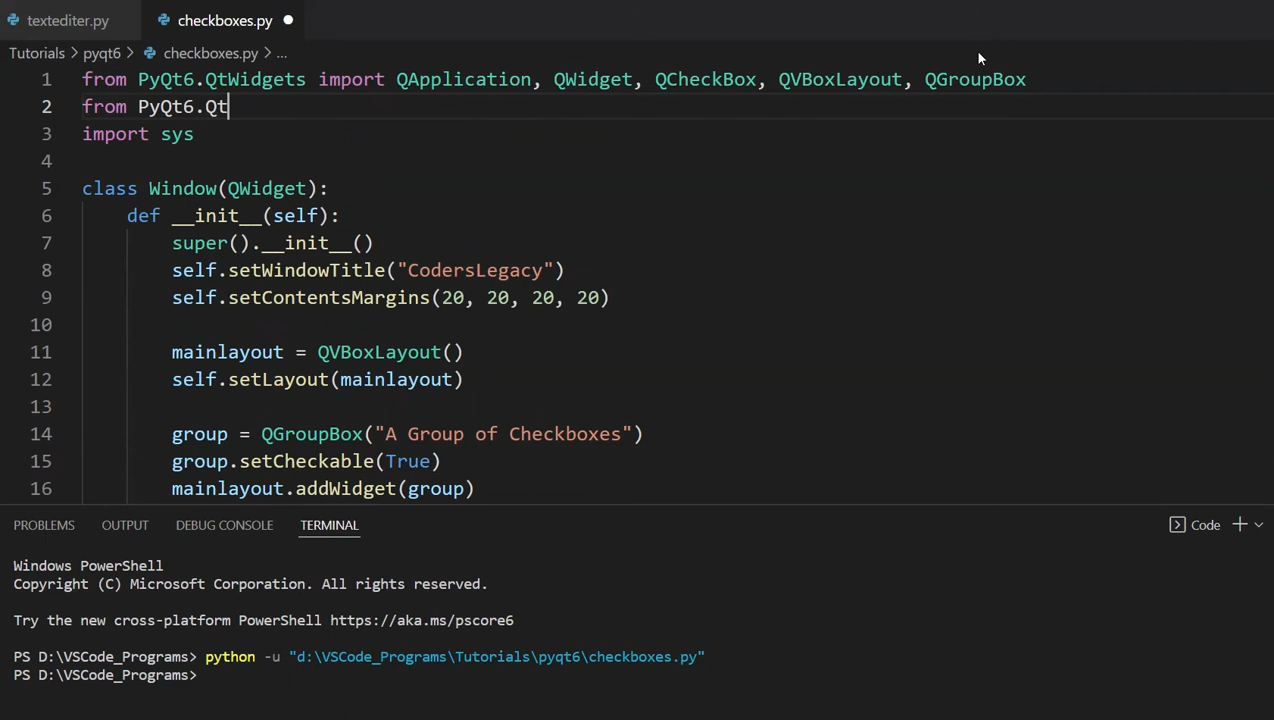 textediter.py checkboxes.py
Tutorials > pyqt6 > checkboxes.py > ...
1 from PyQt6.QtWidgets import QApplication, QWidget, QCheckBox, QVBoxLayout, QGroupBox
2 from PyQt6.Qt
3 import sys
4
5 class Window(QWidget):
6 def __init__(self):
7 super().__init__()
8 self.setWindowTitle("CodersLegacy")
9 self.setContentsMargins(20, 20, 20, 20)
10
11 mainlayout = QVBoxLayout()
12 self.setLayout(mainlayout)
13
14 group = QGroupBox("A Group of Checkboxes")
15 group.setCheckable(True)
16 mainlayout.addWidget(group)
PROBLEMS OUTPUT DEBUG CONSOLE TERMINAL Code
Windows PowerShell
Copyright (C) Microsoft Corporation. All rights reserved.
Try the new cross-platform PowerShell https://aka.ms/pscore6
PS D:\VSCode_Programs> python -u "d:\VSCode_Programs\Tutorials\pyqt6\checkboxes.py"
PS D:\VSCode_Programs>